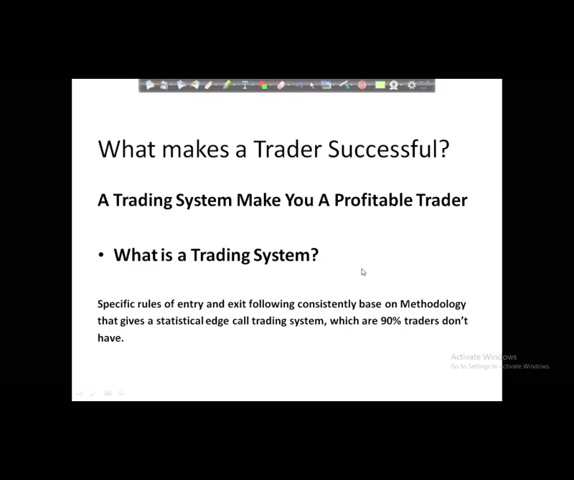 What makes a Trader Successful?
A Trading System Make You A Profitable Trader
• What is a Trading System?
Specific rules of entry and exit following consistently base on Methodology
that gives a statistical edge call trading system, which are 90% traders don't
have.
Activate Windows
Go to Settings to activate Windows.